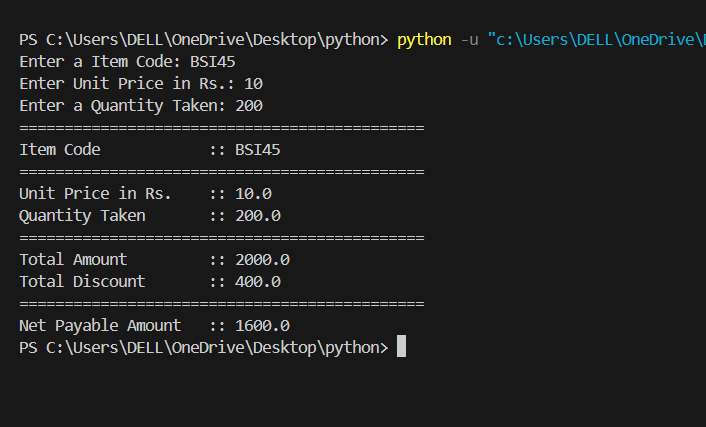 PS C:\Users\DELL\OneDrive\Desktop\python> python -u "c:\Users\DELL\OneDrive\
Enter a Item Code: BSI45
Enter Unit Price in Rs.: 10
Enter a Quantity Taken: 200
=============================================
Item Code            :: BSI45
=============================================
Unit Price in Rs.    :: 10.0
Quantity Taken       :: 200.0
=============================================
Total Amount         :: 2000.0
Total Discount       :: 400.0
=============================================
Net Payable Amount   :: 1600.0
PS C:\Users\DELL\OneDrive\Desktop\python>